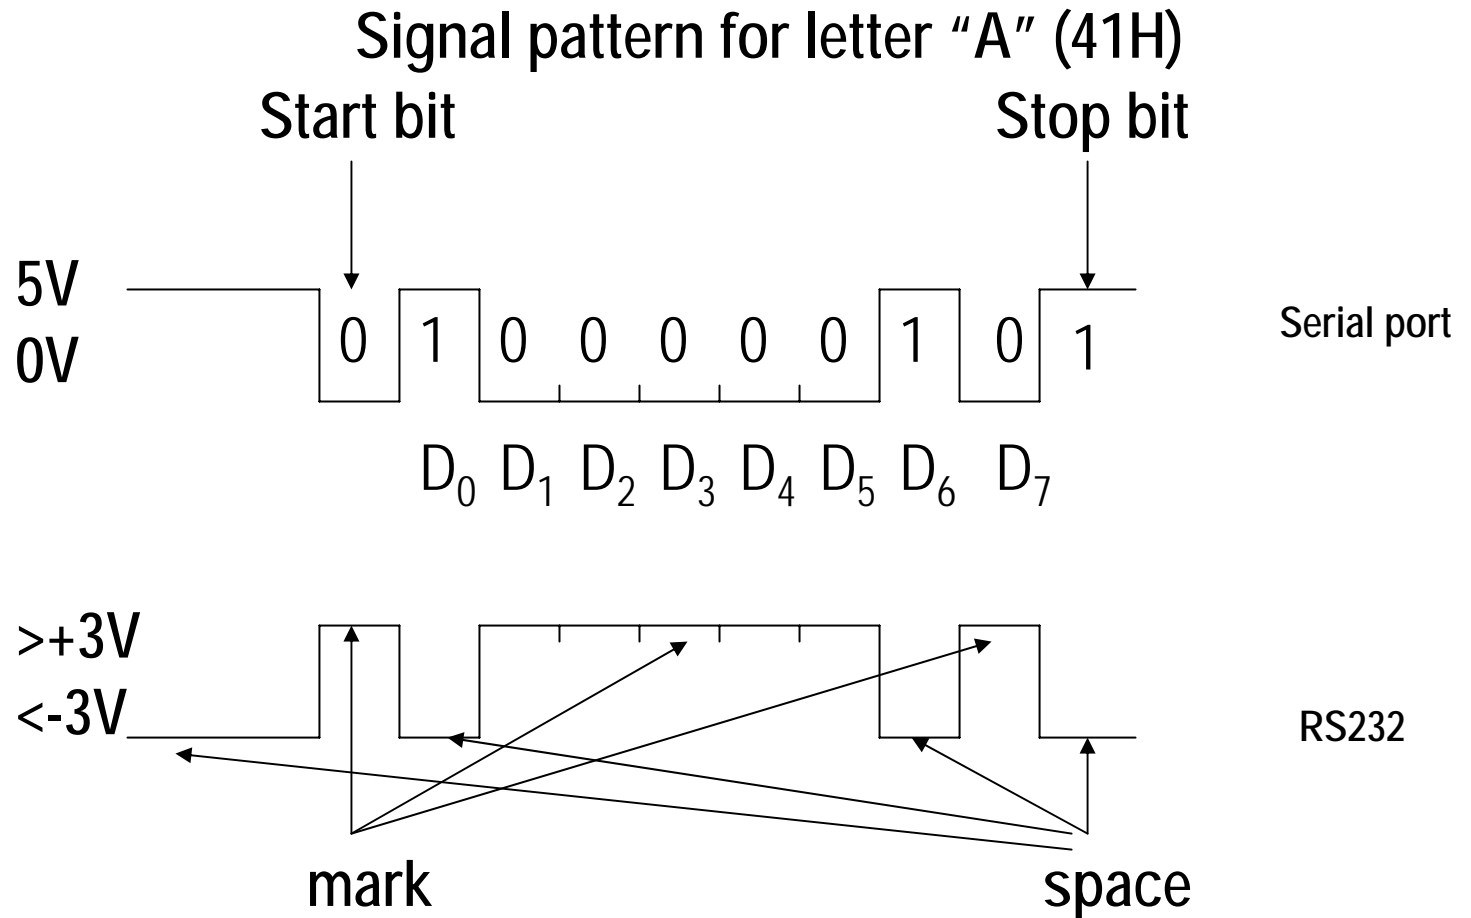 Signal pattern for letter “A” (41H)
Start bit Stop bit
5V
0V
0 1 0 0 0 0 0 1 0 1
Serial port
D0 D1 D2 D3 D4 D5 D6 D7
>+3V
<-3V
RS232
mark space